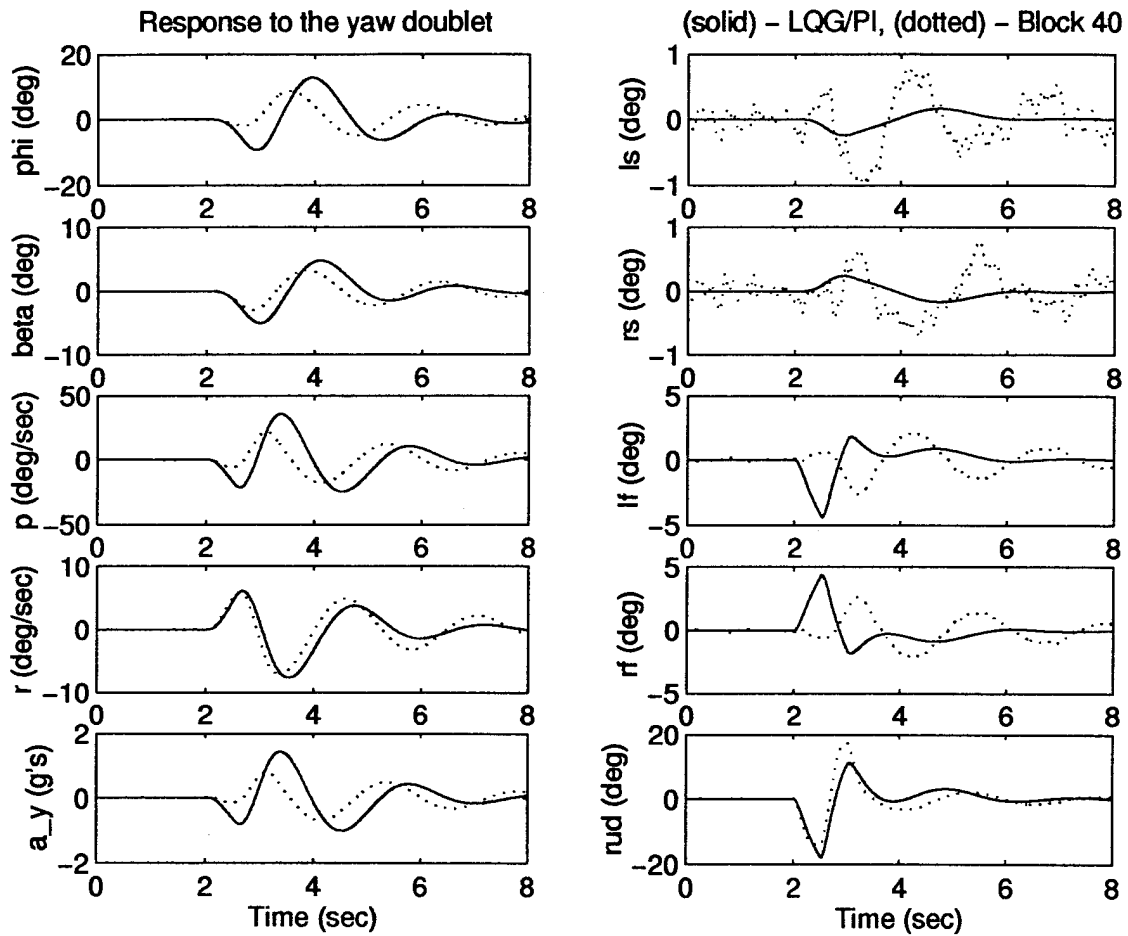 Response to the yaw doublet
(solid) – LQG/PI, (dotted) – Block 40
20
0
−20
phi (deg)
0 2 4 6 8
1
0
−1
ls (deg)
0 2 4 6 8
10
0
−10
beta (deg)
0 2 4 6 8
1
0
−1
rs (deg)
0 2 4 6 8
50
0
−50
p (deg/sec)
0 2 4 6 8
5
0
−5
lf (deg)
0 2 4 6 8
10
0
−10
r (deg/sec)
0 2 4 6 8
5
0
−5
rf (deg)
0 2 4 6 8
2
0
−2
a_y (g's)
0 2 4 6 8
Time (sec)
20
0
−20
rud (deg)
0 2 4 6 8
Time (sec)